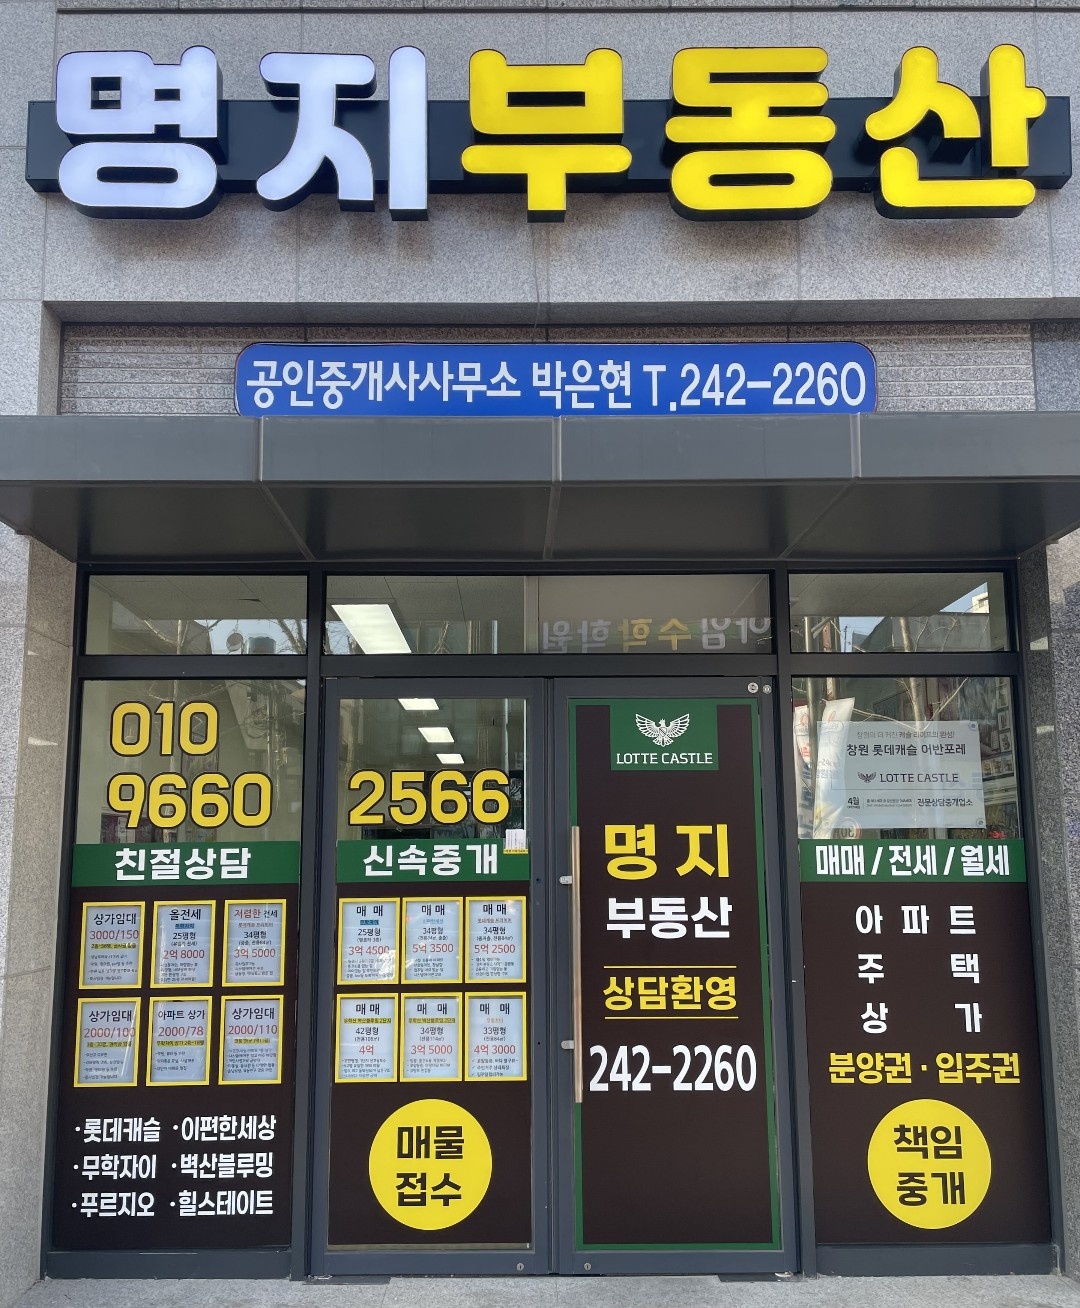 명지부동산
공인중개사사무소 박은현 T.242-2260
010
9660
2566
친절상담
신속중개
상가임대
3000/150
올전세
25평형
2억 8000
저렴한 전세
34평형
3억 5000
상가임대
2000/100
아파트 상가
2000/78
상가임대
2000/110
·롯데캐슬 ·이편한세상
·무학자이 ·벽산블루밍
·푸르지오 ·힐스테이트
매 매
25평형
3억 4500
매 매
34평형
5억 3500
매 매
34평형
5억 2500
매 매
42평형
4억
매 매
34평형
3억 5000
매 매
33평형
4억 3000
매물
접수
LOTTE CASTLE
명지
부동산
상담환영
242-2260
창원 롯데캐슬 어반포레
LOTTE CASTLE
4월
전문상담중개업소
매매/전세/월세
아 파 트
주 택
상 가
분양권·입주권
책임
중개